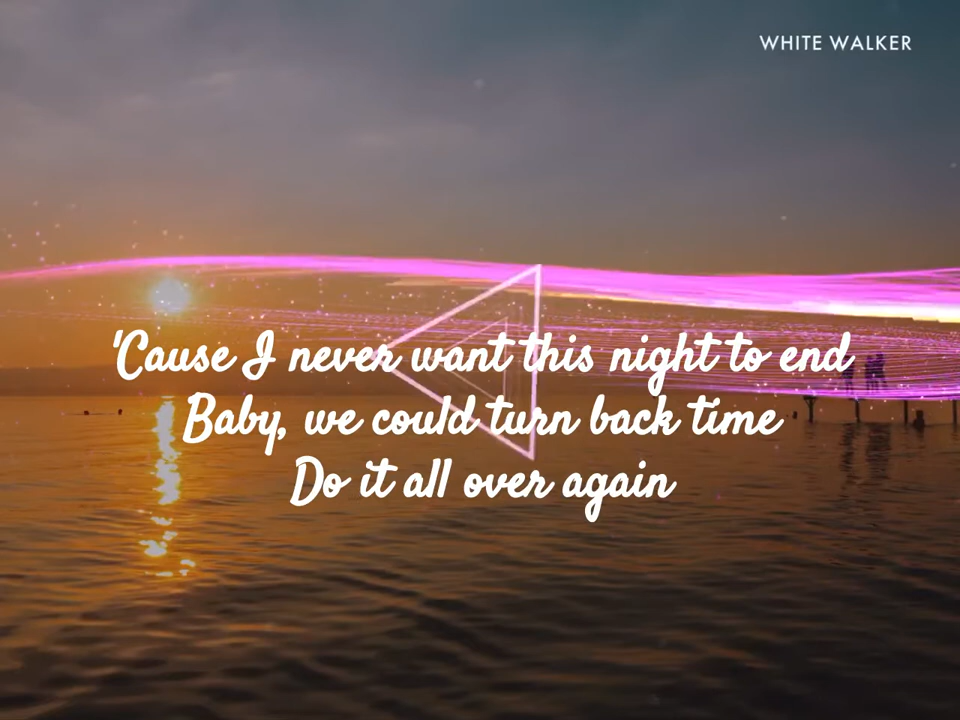 WHITE WALKER
'Cause I never want this night to end
Baby, we could turn back time
Do it all over again